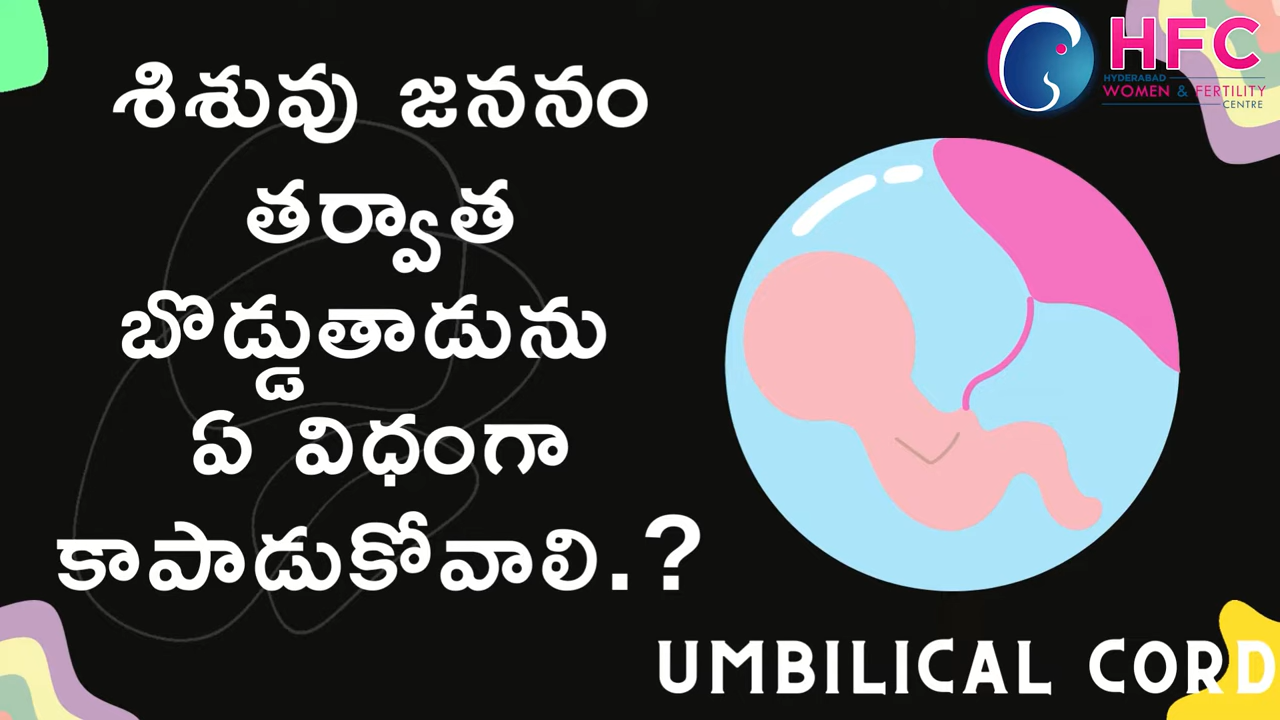 HFC
HYDERABAD
WOMEN & FERTILITY
CENTRE
శిశువు జననం
తర్వాత
బొడ్డుతాడును
ఏ విధంగా
కాపాడుకోవాలి.?
UMBILICAL CORD